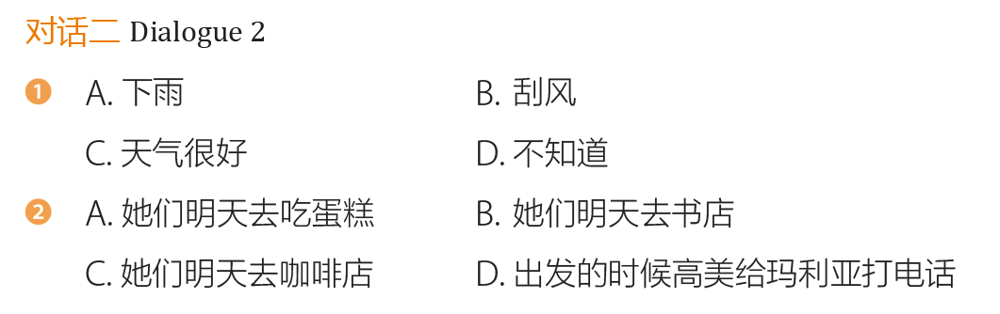 对话二 Dialogue 2
1 A. 下雨 B. 刮风
C. 天气很好 D. 不知道
2 A. 她们明天去吃蛋糕 B. 她们明天去书店
C. 她们明天去咖啡店 D. 出发的时候高美给玛利亚打电话